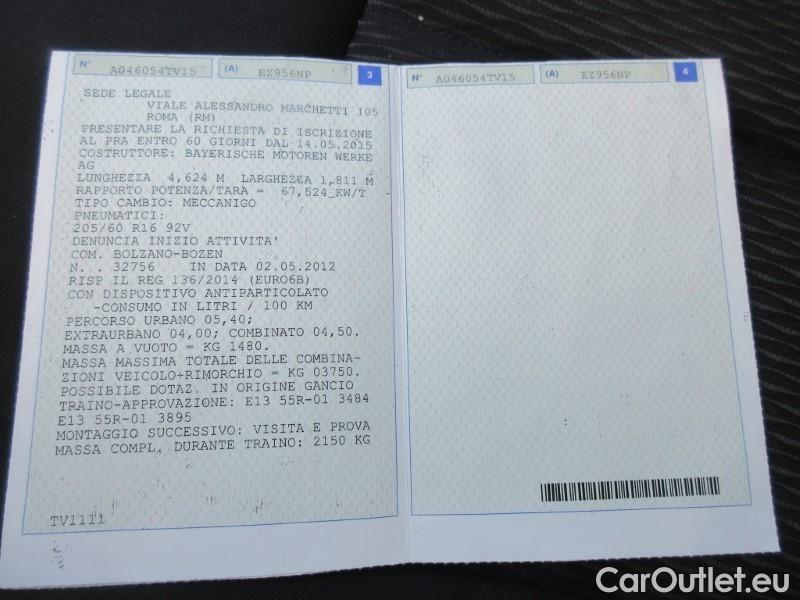 N° A046054TV15 (A) EZ956NP 3
SEDE LEGALE
VIALE ALESSANDRO MARCHETTI 105
ROMA (RM)
PRESENTARE LA RICHIESTA DI ISCRIZIONE
AL PRA ENTRO 60 GIORNI DAL 14.05.2015
COSTRUTTORE: BAYERISCHE MOTOREN WERKE
AG
LUNGHEZZA 4,624 M LARGHEZZA 1,811 M
RAPPORTO POTENZA/TARA = 67,524 KW/T
TIPO CAMBIO: MECCANIGO
PNEUMATICI:
205/60 R16 92V
DENUNCIA INIZIO ATTIVITA'
COM. BOLZANO-BOZEN
N. . 32756 IN DATA 02.05.2012
RISP IL REG 136/2014 (EURO6B)
CON DISPOSITIVO ANTIPARTICOLATO
-CONSUMO IN LITRI / 100 KM
PERCORSO URBANO 05,40;
EXTRAURBANO 04,00; COMBINATO 04,50.
MASSA A VUOTO = KG 1480.
MASSA MASSIMA TOTALE DELLE COMBINA-
ZIONI VEICOLO+RIMORCHIO = KG 03750.
POSSIBILE DOTAZ. IN ORIGINE GANCIO
TRAINO-APPROVAZIONE: E13 55R-01 3484
E13 55R-01 3895
MONTAGGIO SUCCESSIVO: VISITA E PROVA
MASSA COMPL. DURANTE TRAINO: 2150 KG
TV1111
N° A046054TV15 (A) EZ956NP 4
CarOutlet.eu